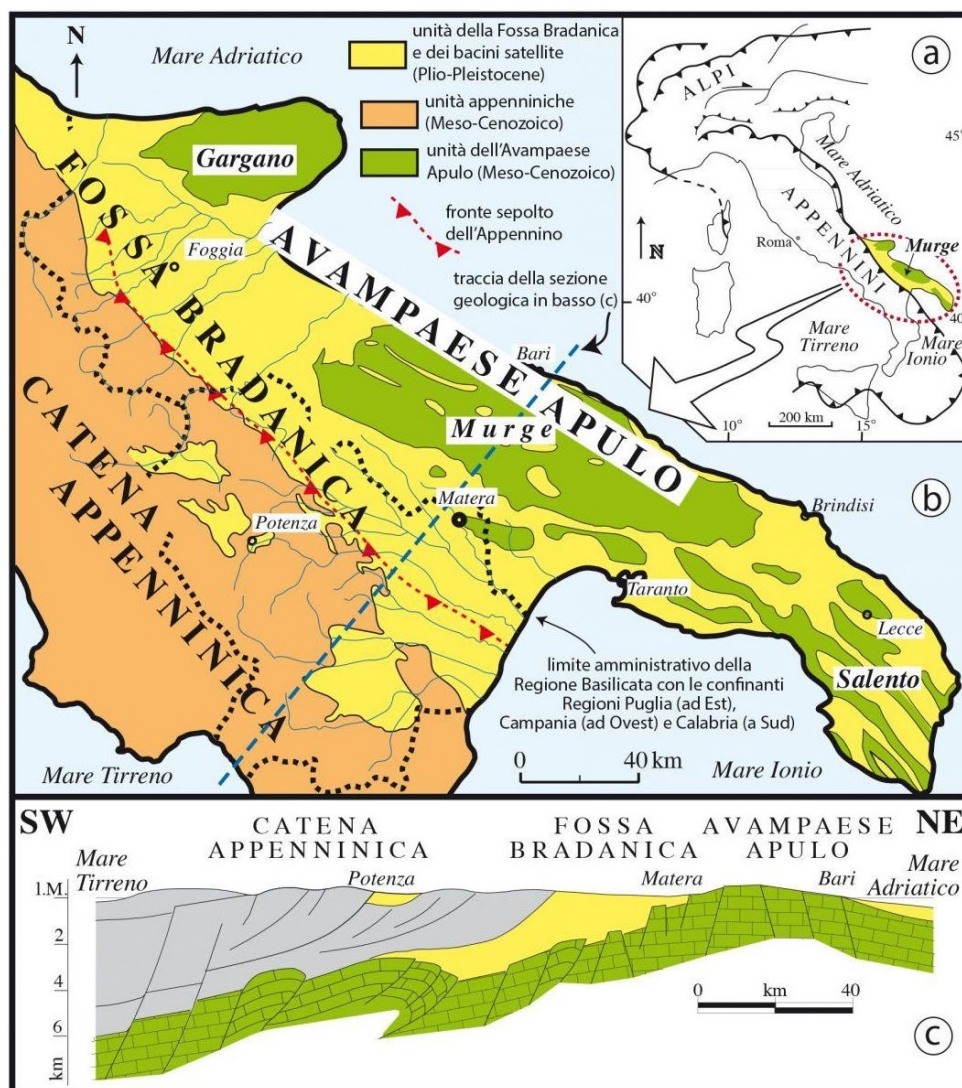 N
Mare Adriatico
unità della Fossa Bradanica
e dei bacini satellite
(Plio-Pleistocene)
unità appenniniche
(Meso-Cenozoico)
unità dell'Avampaese
Apulo (Meso-Cenozoico)
fronte sepolto
dell'Appennino
traccia della sezione
geologica in basso (c)
a
ALPI
45°
Mare Adriatico
APPENNINI
N
Roma
Murge
40°
40°
Mare
Tirreno
Mare
Ionio
10°
200 km
15°
Gargano
FOSSA BRADANICA
Foggia
AVAMPAESE APULO
Bari
Murge
CATENA
APPENNINICA
Matera
Potenza
b
Brindisi
Taranto
Lecce
Salento
limite amministrativo della
Regione Basilicata con le confinanti
Regioni Puglia (ad Est),
Campania (ad Ovest) e Calabria (a Sud)
0 40 km
Mare Tirreno
Mare Ionio
SW
CATENA
APPENNINICA
FOSSA
BRADANICA
AVAMPAESE
APULO
NE
Mare
Tirreno
Potenza
Matera
Bari
Mare
Adriatico
l.M.
2
4
6
km
0 km 40
c